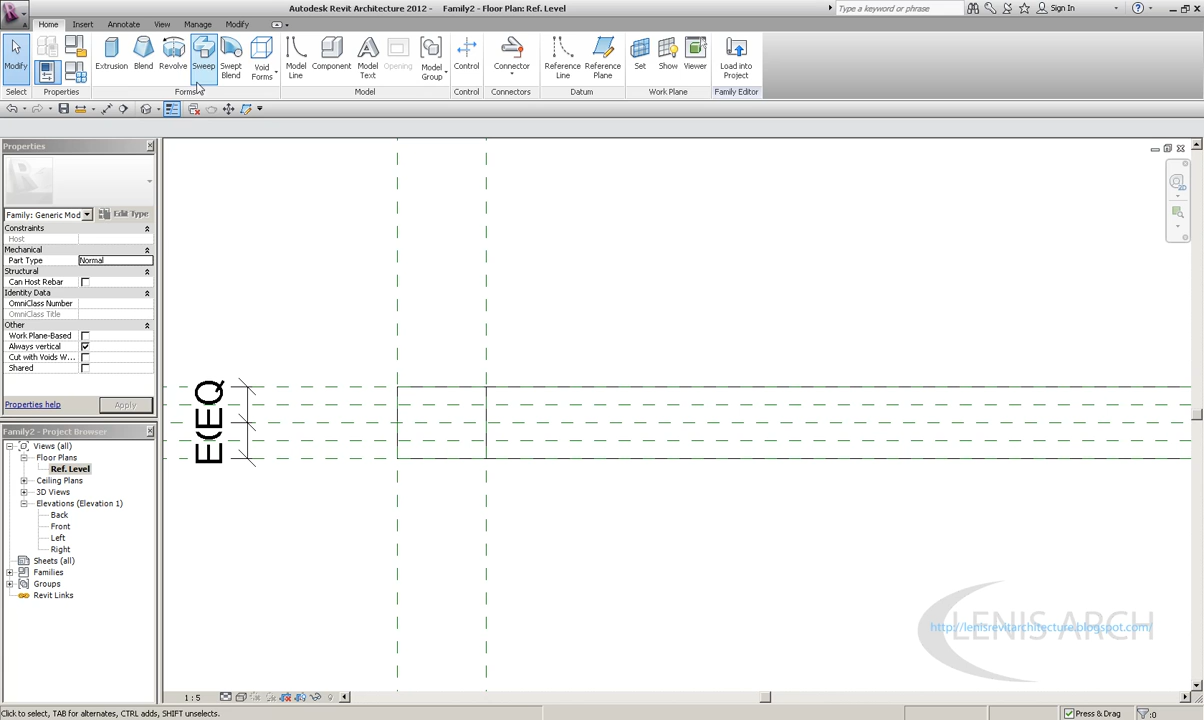 Autodesk Revit Architecture 2012 - Family2 - Floor Plan: Ref. Level
Type a keyword or phrase
Sign In
Home Insert Annotate View Manage Modify
Modify
Extrusion Blend Revolve Sweep Swept Blend Void Forms
Model Line Component Model Text Opening Model Group
Control Connector Reference Line Reference Plane
Set Show Viewer Load into Project
Select Properties Forms Model Control Connectors Datum Work Plane Family Editor
Properties
Family: Generic Mod Edit Type
Constraints
Host
Mechanical
Part Type Normal
Structural
Can Host Rebar
Identity Data
OmniClass Number
OmniClass Title
Other
Work Plane-Based
Always vertical
Cut with Voids W...
Shared
Properties help Apply
Family2 - Project Browser
Views (all)
Floor Plans
Ref. Level
Ceiling Plans
3D Views
Elevations (Elevation 1)
Back
Front
Left
Right
Sheets (all)
Families
Groups
Revit Links
2D
LENIS ARCH
http://lenisrevitarchitecture.blogspot.com/
1 : 5
Click to select, TAB for alternates, CTRL adds, SHIFT unselects.
Press & Drag
:0